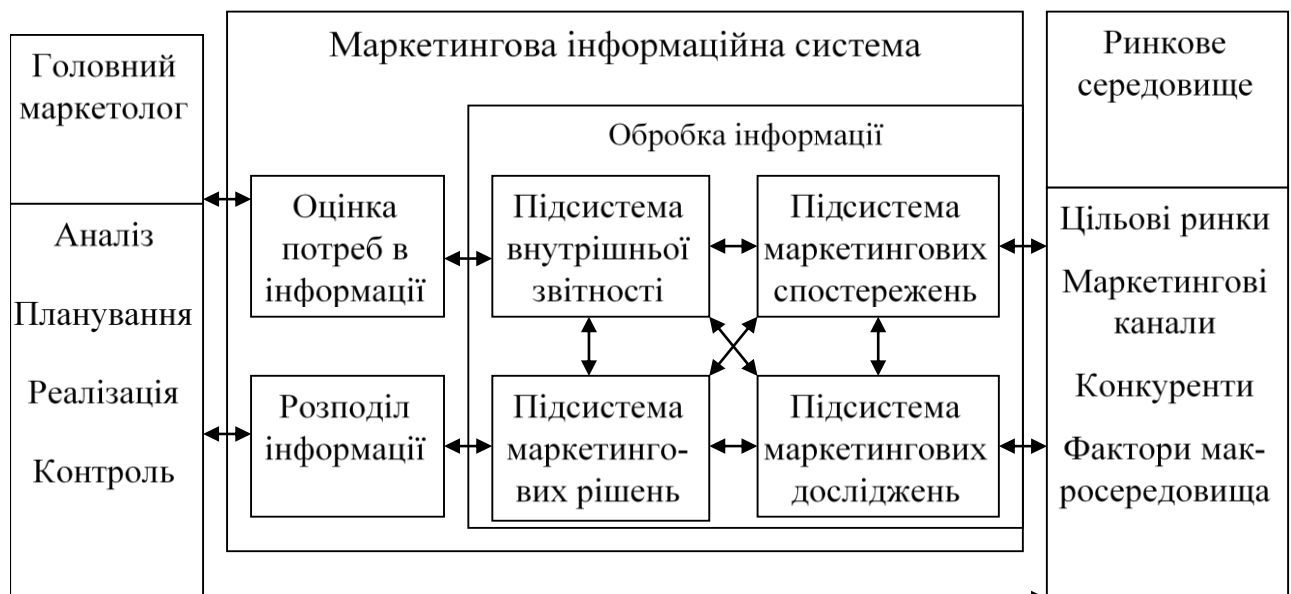 Головний
маркетолог
Аналіз
Планування
Реалізація
Контроль
Маркетингова інформаційна система
Оцінка
потреб в
інформації
Розподіл
інформації
Обробка інформації
Підсистема
внутрішньої
звітності
Підсистема
маркетингових
спостережень
Підсистема
маркетинго-
вих рішень
Підсистема
маркетингових
досліджень
Ринкове
середовище
Цільові ринки
Маркетингові
канали
Конкуренти
Фактори мак-
росередовища